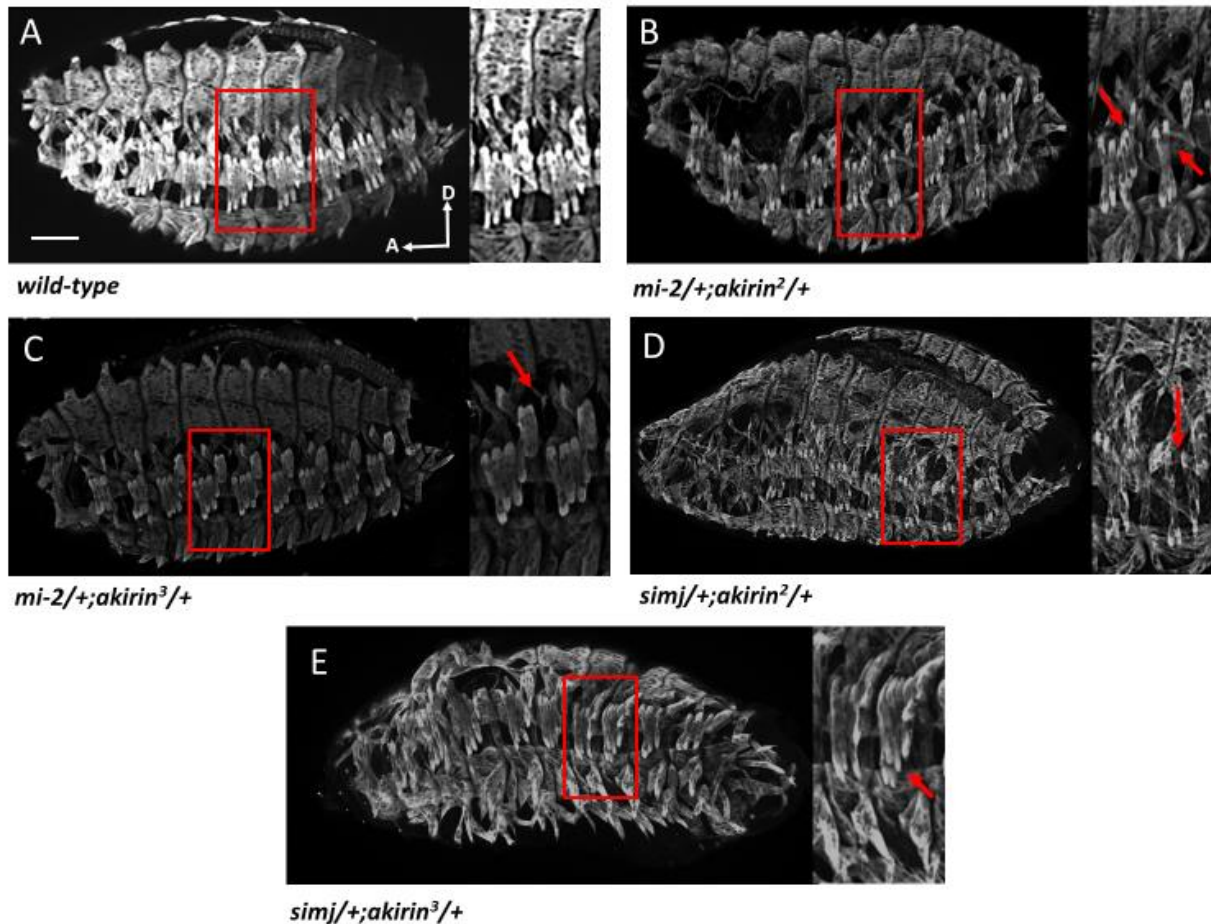 A
D
A
wild-type
B
mi-2/+;akirin²/+
C
mi-2/+;akirin³/+
D
simj/+;akirin²/+
E
simj/+;akirin³/+